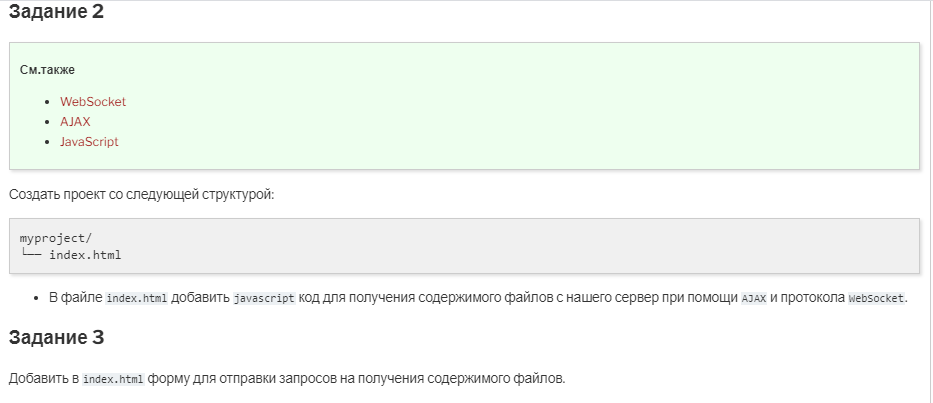 Задание 2
См.также
WebSocket
AJAX
JavaScript
Создать проект со следующей структурой:
myproject/
└── index.html
В файле index.html добавить javascript код для получения содержимого файлов с нашего сервер при помощи AJAX и протокола WebSocket.
Задание 3
Добавить в index.html форму для отправки запросов на получения содержимого файлов.